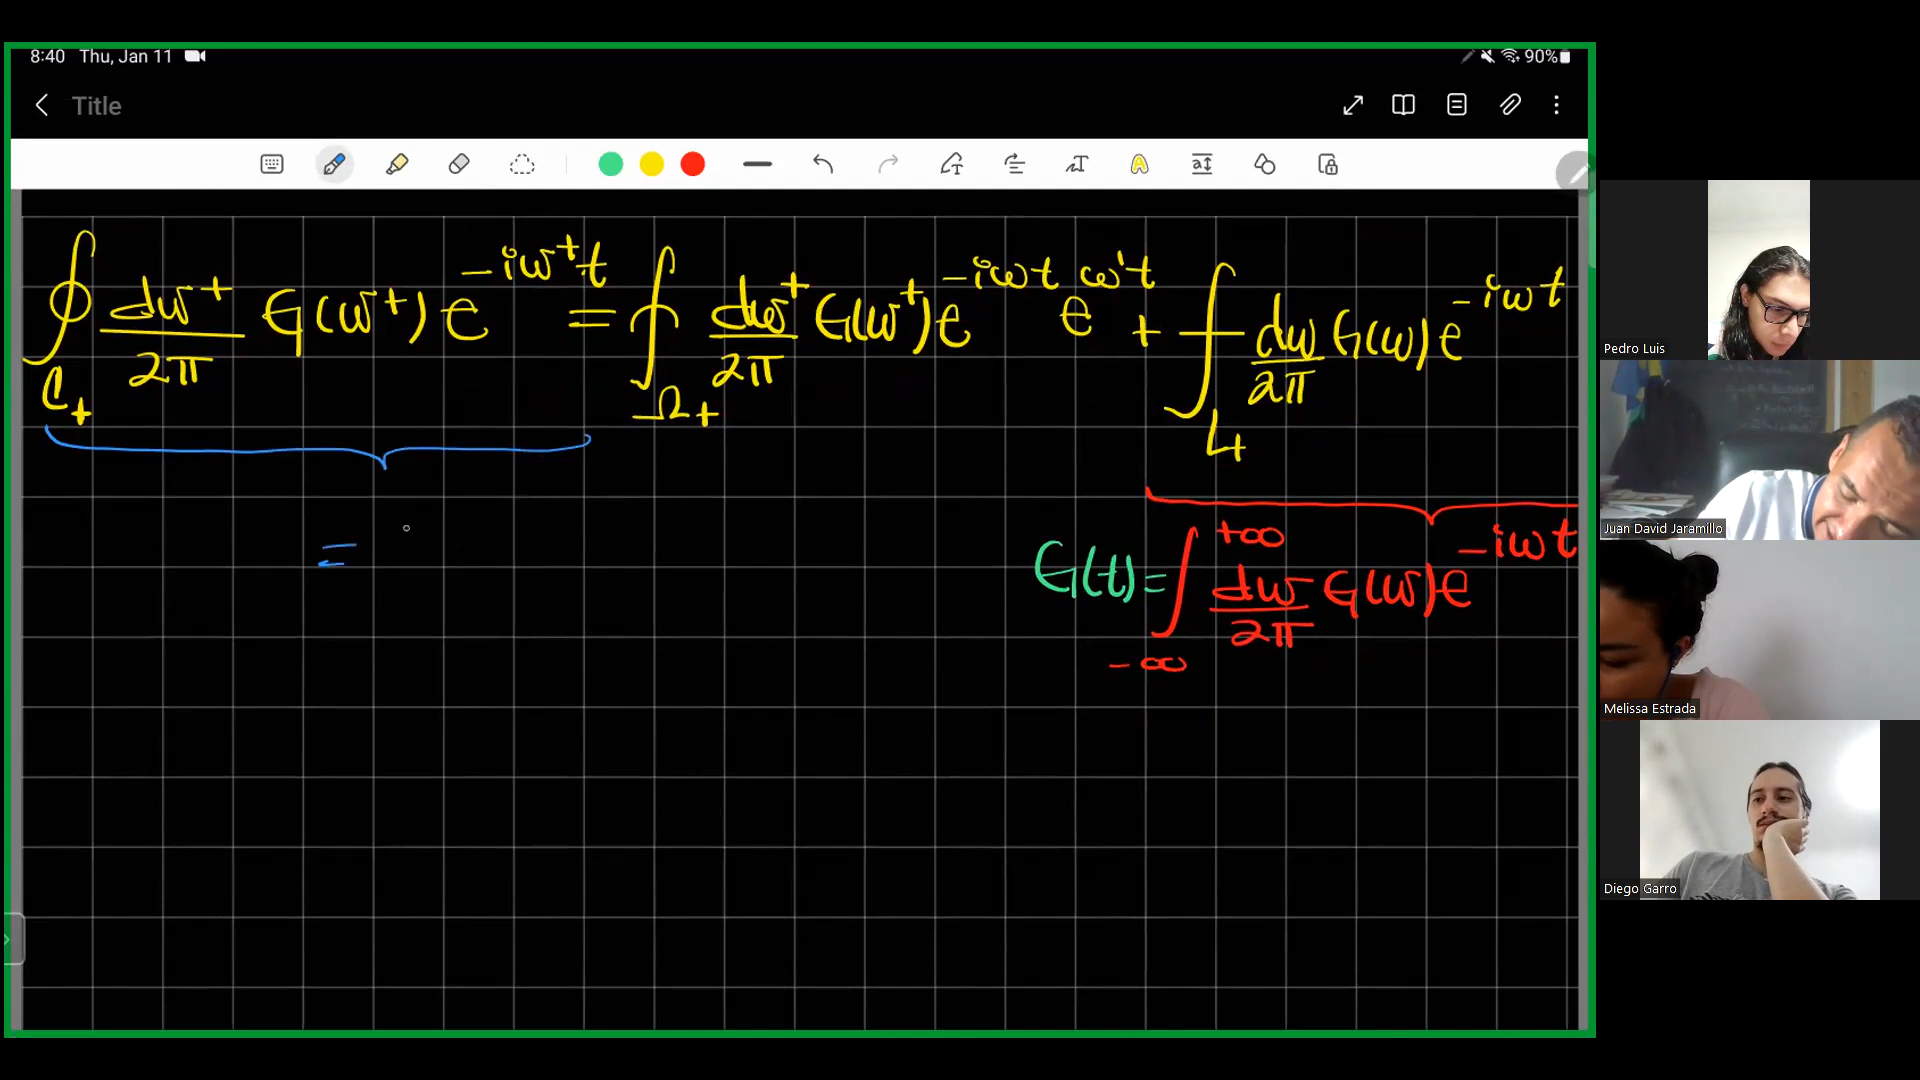 8:40 Thu, Jan 11 90%
Title
∮_{C₊} dω⁺/2π G(ω⁺) e^{-iω⁺t} = ∫_{Ω₊} dω⁺/2π G(ω⁺) e^{-iωt} e^{ω't} + ∫_{L} dω/2π G(ω) e^{-iωt}
=
G(t) = ∫_{-∞}^{+∞} dω/2π G(ω) e^{-iωt}
Pedro Luis
Juan David Jaramillo
Melissa Estrada
Diego Garro